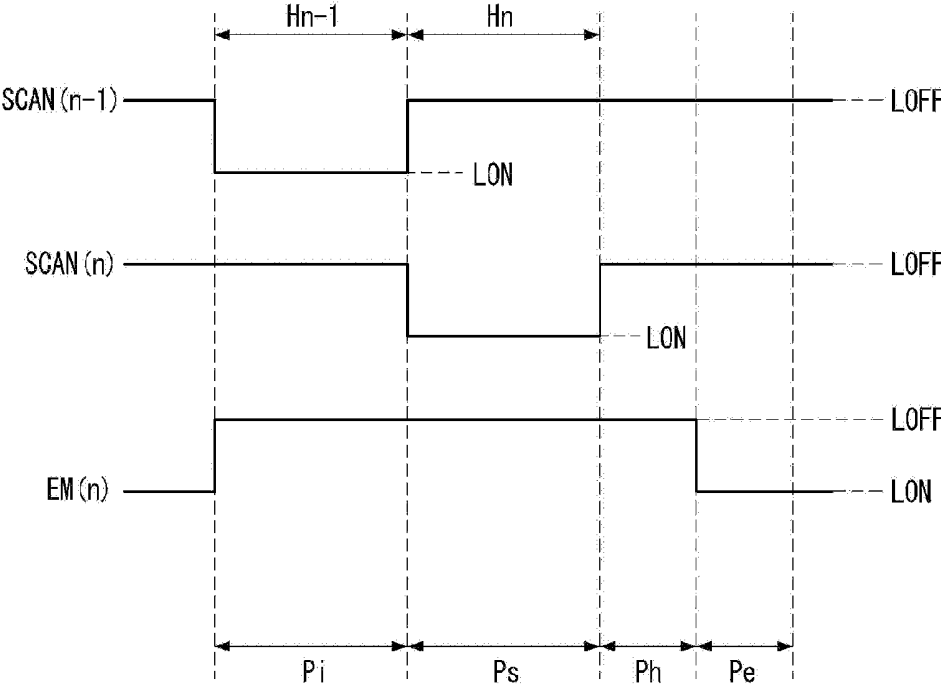 Hn-1 Hn
SCAN(n-1) LOFF
LON
SCAN(n) LOFF
LON
LOFF
EM(n) LON
Pi Ps Ph Pe